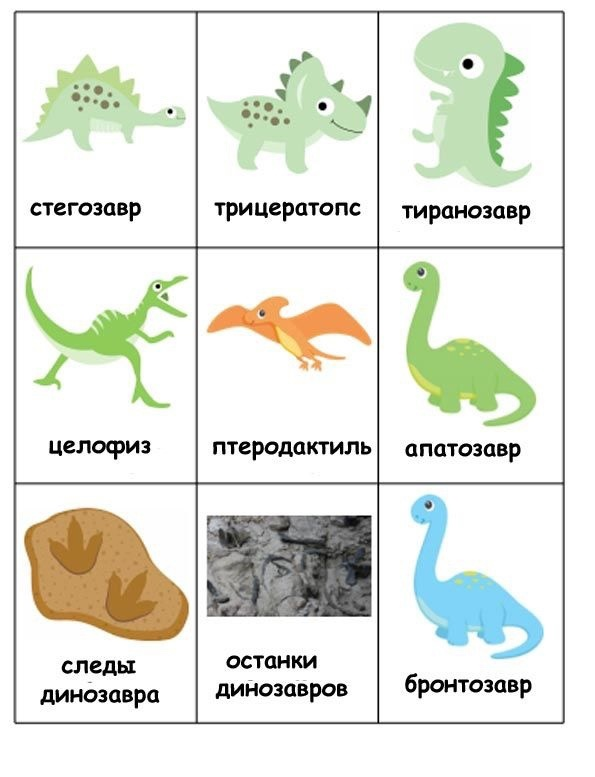 стегозавр
трицератопс
тиранозавр
целофиз
птеродактиль
апатозавр
следы
динозавра
останки
динозавров
бронтозавр